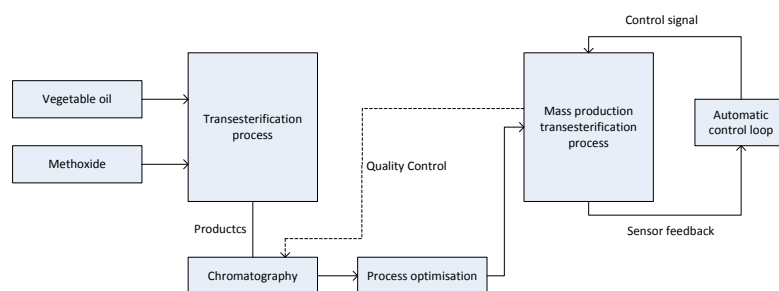 Control signal
Vegetable oil
Transesterification
process
Mass production
transesterification
process
Automatic
control loop
Methoxide
Quality Control
Productcs
Sensor feedback
Chromatography
Process optimisation